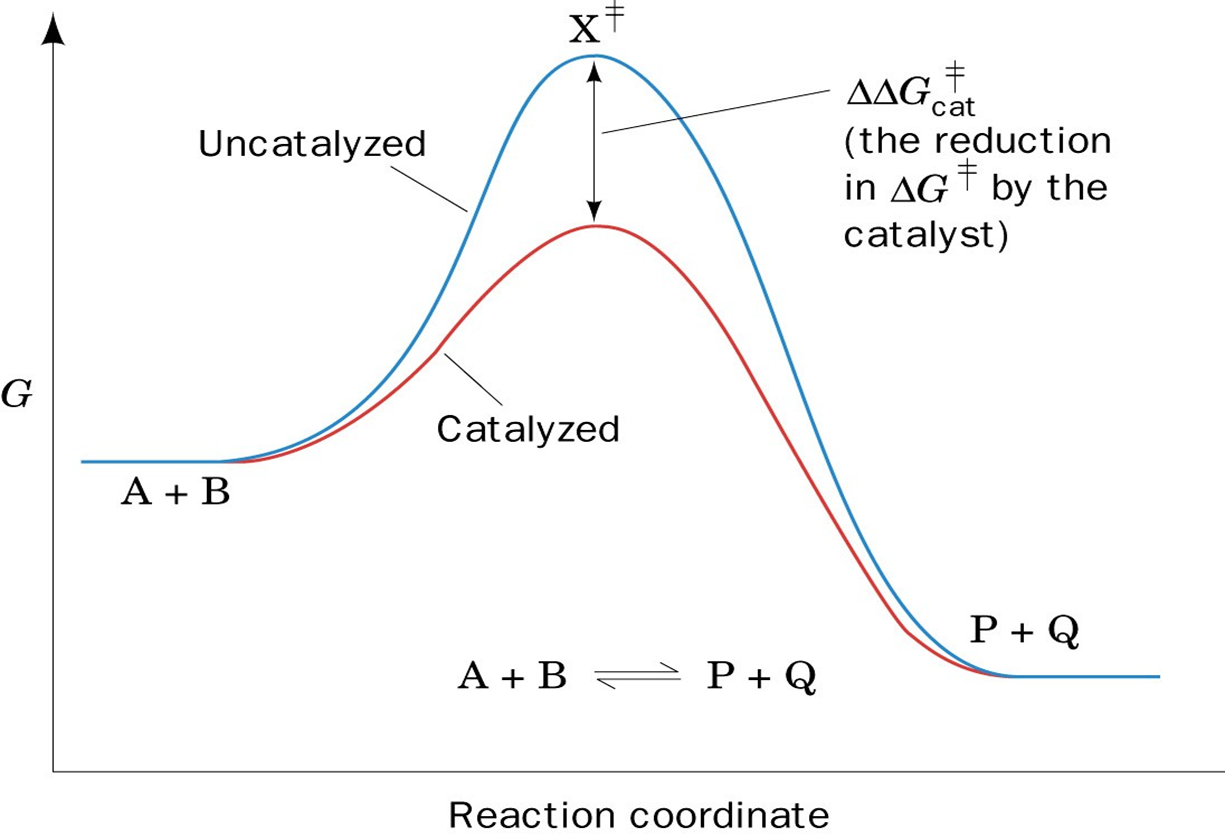 X‡
Uncatalyzed
ΔΔG‡cat
(the reduction
in ΔG‡ by the
catalyst)
G
Catalyzed
A + B
P + Q
A + B ⇌ P + Q
Reaction coordinate